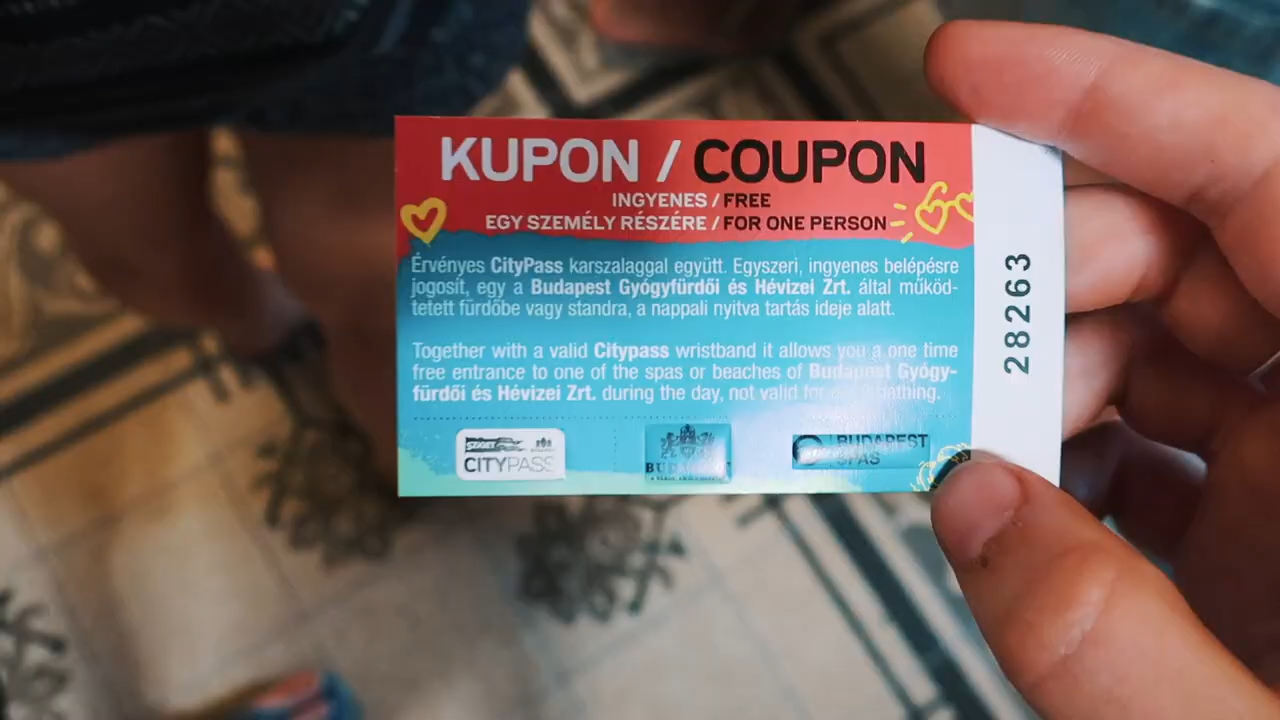 KUPON / COUPON
INGYENES / FREE
EGY SZEMÉLY RÉSZÉRE / FOR ONE PERSON
Érvényes CityPass karszalaggal együtt. Egyszeri, ingyenes belépésre
jogosít, egy a Budapest Gyógyfürdői és Hévizei Zrt. által működ-
tetett fürdőbe vagy standra, a nappali nyitva tartás ideje alatt.
Together with a valid Citypass wristband it allows you a one time
free entrance to one of the spas or beaches of Budapest Gyógy-
fürdői és Hévizei Zrt. during the day, not valid for bathing.
28263
SZIGET
CITYPASS
BUDAPEST
BUDAPEST
SPAS